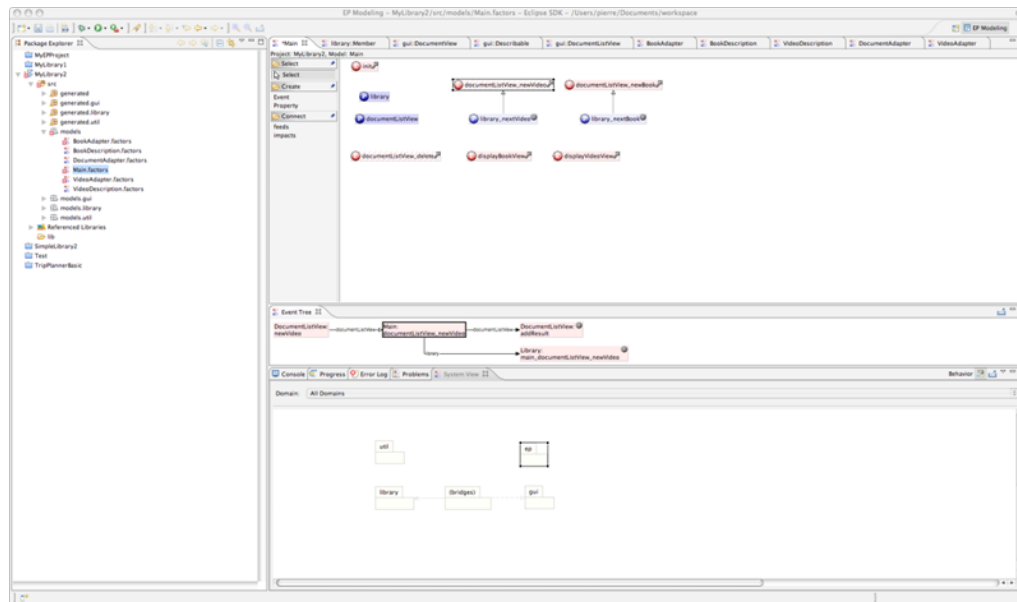 EP Modeling - MyLibrary2/src/models/Main.factors - Eclipse SDK - /Users/pierre/Documents/workspace
EP Modeling
Package Explorer
MyEPProject
MyLibrary1
MyLibrary2
src
generated
generated.gui
generated.library
generated.util
models
BookAdapter.factors
BookDescription.factors
DocumentAdapter.factors
Main.factors
VideoAdapter.factors
VideoDescription.factors
models.gui
models.library
models.util
Referenced Libraries
lib
SimpleLibrary2
Test
TripPlannerBasic
*Main
library:Member
gui:DocumentView
gui:Describable
gui:DocumentListView
BookAdapter
BookDescription
VideoDescription
DocumentAdapter
VideoAdapter
Project: MyLibrary2, Model: Main
Select
Select
Create
Event
Property
Connect
feeds
impacts
init
documentListView_newVideo
documentListView_newBook
library
documentListView
library_nextVideo
library_nextBook
documentListView_delete
displayBookView
displayVideoView
Event Tree
DocumentListView:
newVideo
documentListView
Main:
documentListView_newVideo
documentListView
DocumentListView:
addResult
library
Library:
main_documentListView_newVideo
Console
Progress
Error Log
Problems
System View
Behavior
Domain: All Domains
util
ep
library
(bridges)
gui